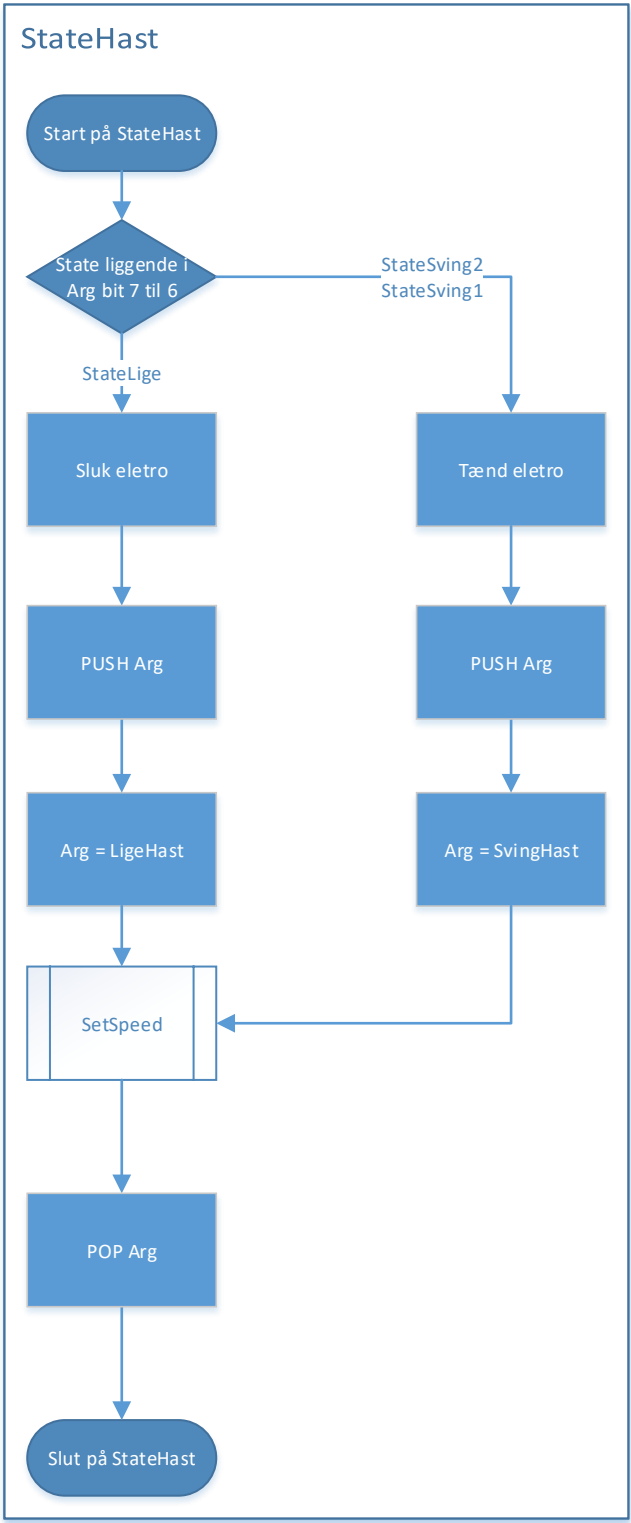 StateHast
Start på StateHast
State liggende i
Arg bit 7 til 6
StateSving2
StateSving1
StateLige
Sluk eletro
Tænd eletro
PUSH Arg
PUSH Arg
Arg = LigeHast
Arg = SvingHast
SetSpeed
POP Arg
Slut på StateHast